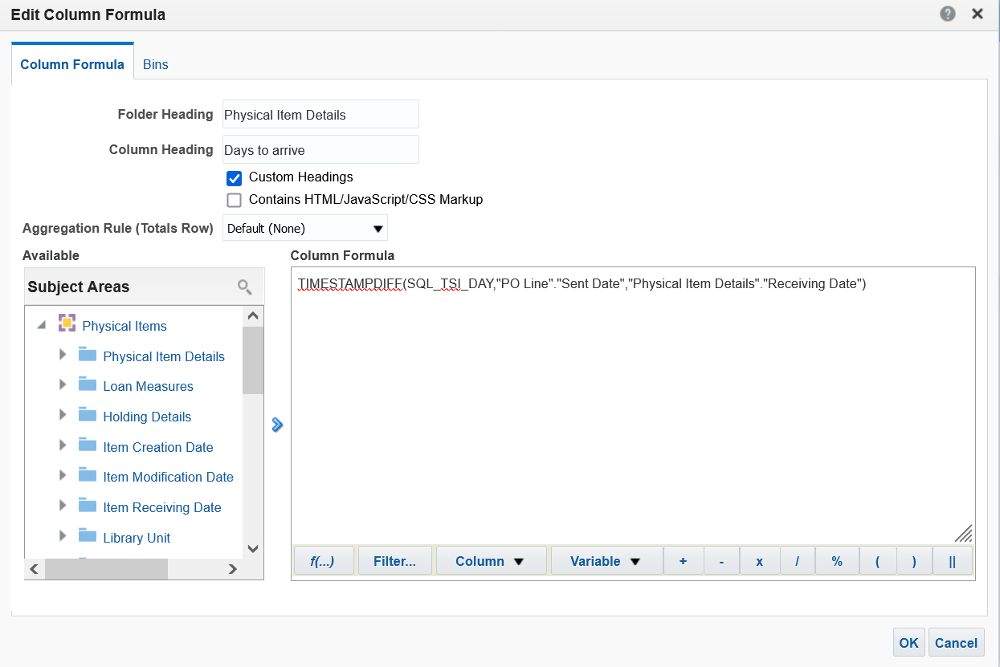 Edit Column Formula
Column Formula
Bins
Folder Heading
Physical Item Details
Column Heading
Days to arrive
Custom Headings
Contains HTML/JavaScript/CSS Markup
Aggregation Rule (Totals Row)
Default (None)
Available
Column Formula
Subject Areas
TIMESTAMPDIFF(SQL_TSI_DAY,"PO Line"."Sent Date","Physical Item Details"."Receiving Date")
Physical Items
Physical Item Details
Loan Measures
Holding Details
Item Creation Date
Item Modification Date
Item Receiving Date
Library Unit
f(...)
Filter...
Column
Variable
+
-
x
/
%
(
)
||
OK
Cancel